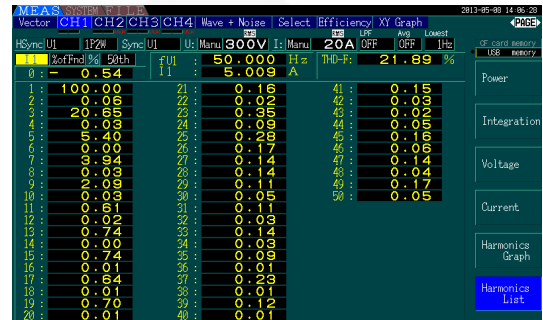 MEAS SYSTEM FILE 2013-05-08 14:06:28
Vector CH1 CH2 CH3 CH4 Wave + Noise Select Efficiency XY Graph PAGE
RMS RMS LPF Avg Lowest
HSync U1 1P2W Sync U1 U: Manu 300V I: Manu 20A OFF OFF 1Hz
CF card memory
USB memory
I1 %ofFnd % 50th fU1 : 50.000 Hz THD-F: 21.89 %
0 : - 0.54 I1 : 5.009 A
1 : 100.00 21 : 0.16 41 : 0.15
2 : 0.06 22 : 0.02 42 : 0.03
3 : 20.65 23 : 0.35 43 : 0.02
4 : 0.03 24 : 0.09 44 : 0.05
5 : 5.40 25 : 0.28 45 : 0.16
6 : 0.00 26 : 0.17 46 : 0.06
7 : 3.94 27 : 0.14 47 : 0.14
8 : 0.03 28 : 0.14 48 : 0.04
9 : 2.09 29 : 0.11 49 : 0.17
10 : 0.03 30 : 0.05 50 : 0.05
11 : 0.61 31 : 0.11
12 : 0.02 32 : 0.03
13 : 0.74 33 : 0.14
14 : 0.00 34 : 0.03
15 : 0.74 35 : 0.09
16 : 0.01 36 : 0.01
17 : 0.64 37 : 0.23
18 : 0.01 38 : 0.01
19 : 0.70 39 : 0.12
20 : 0.01 40 : 0.01
Power
Integration
Voltage
Current
Harmonics
Graph
Harmonics
List